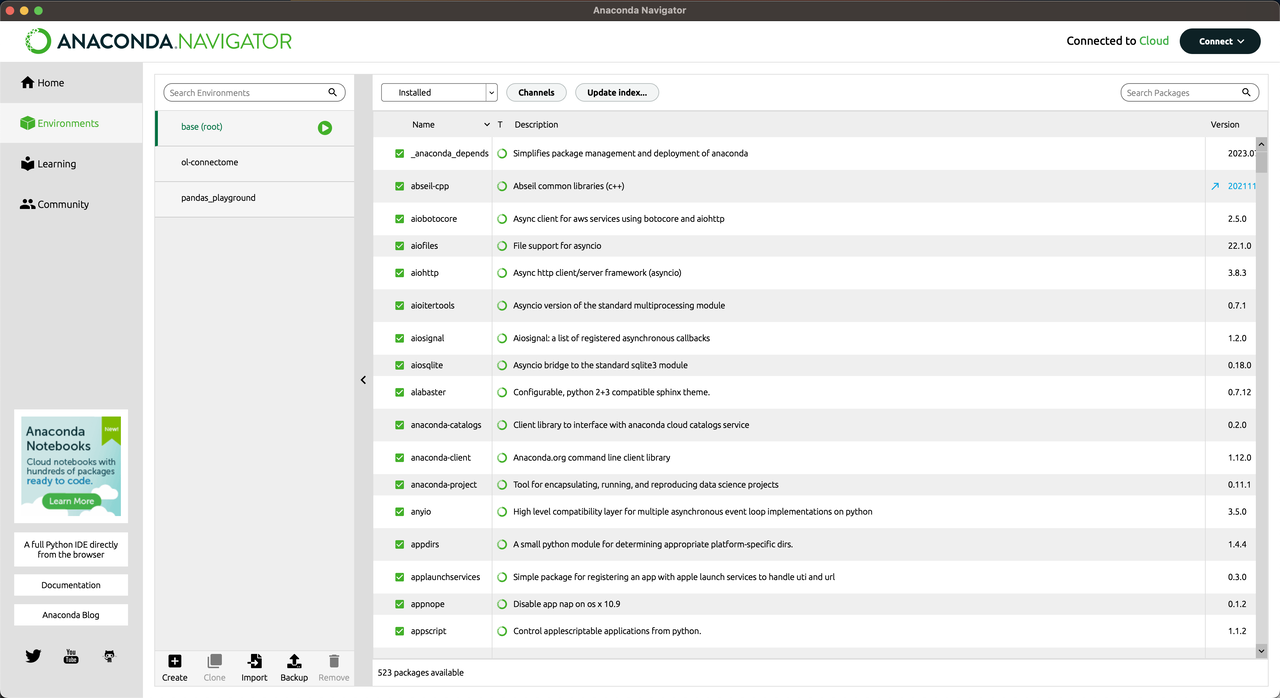 Anaconda Navigator
ANACONDA.NAVIGATOR
Connected to Cloud
Connect
Home
Environments
Learning
Community
Anaconda
Notebooks
New!
Cloud notebooks with
hundreds of packages
ready to code.
Learn More
A full Python IDE directly
from the browser
Documentation
Anaconda Blog
You
Tube
Search Environments
base (root)
ol-connectome
pandas_playground
Create
Clone
Import
Backup
Remove
Installed
Channels
Update index...
Search Packages
Name T Description Version
_anaconda_depends Simplifies package management and deployment of anaconda 2023.07
abseil-cpp Abseil common libraries (c++) 202111
aiobotocore Async client for aws services using botocore and aiohttp 2.5.0
aiofiles File support for asyncio 22.1.0
aiohttp Async http client/server framework (asyncio) 3.8.3
aioitertools Asyncio version of the standard multiprocessing module 0.7.1
aiosignal Aiosignal: a list of registered asynchronous callbacks 1.2.0
aiosqlite Asyncio bridge to the standard sqlite3 module 0.18.0
alabaster Configurable, python 2+3 compatible sphinx theme. 0.7.12
anaconda-catalogs Client library to interface with anaconda cloud catalogs service 0.2.0
anaconda-client Anaconda.org command line client library 1.12.0
anaconda-project Tool for encapsulating, running, and reproducing data science projects 0.11.1
anyio High level compatibility layer for multiple asynchronous event loop implementations on python 3.5.0
appdirs A small python module for determining appropriate platform-specific dirs. 1.4.4
applaunchservices Simple package for registering an app with apple launch services to handle uti and url 0.3.0
appnope Disable app nap on os x 10.9 0.1.2
appscript Control applescriptable applications from python. 1.1.2
523 packages available